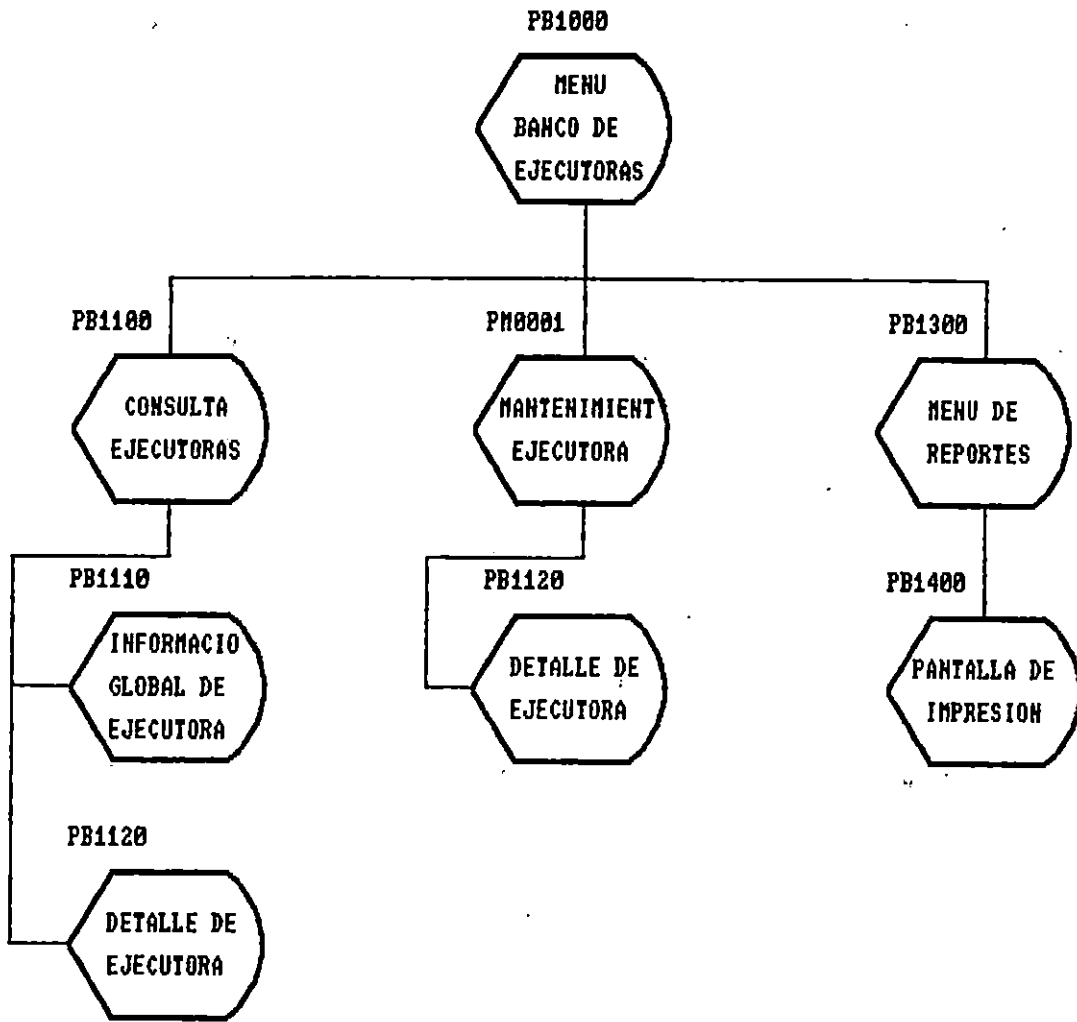 PB1000
MENU
BANCO DE
EJECUTORAS
PB1100
PM0001
PB1300
CONSULTA
EJECUTORAS
MANTENIMIENT
EJECUTORA
MENU DE
REPORTES
PB1110
PB1120
PB1400
INFORMACIO
GLOBAL DE
EJECUTORA
DETALLE DE
EJECUTORA
PANTALLA DE
IMPRESION
PB1120
DETALLE DE
EJECUTORA